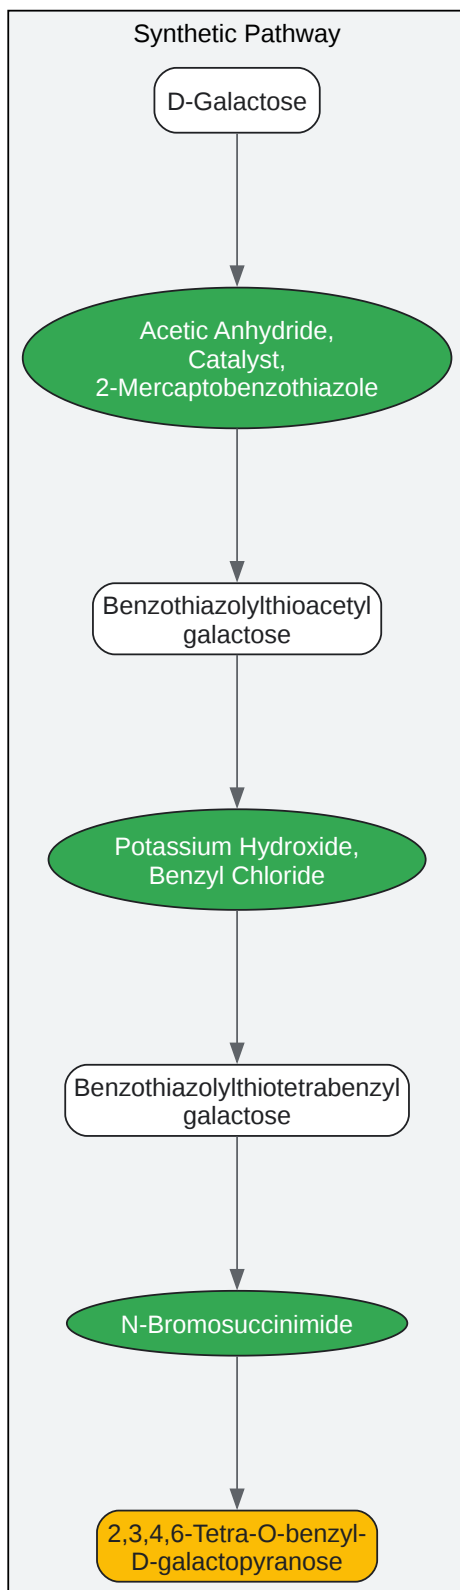 Synthetic Pathway
D-Galactose
Acetic Anhydride,
Catalyst,
2-Mercaptobenzothiazole
Benzothiazolylthioacetyl
galactose
Potassium Hydroxide,
Benzyl Chloride
Benzothiazolylthiotetrabenzyl
galactose
N-Bromosuccinimide
2,3,4,6-Tetra-O-benzyl-
D-galactopyranose